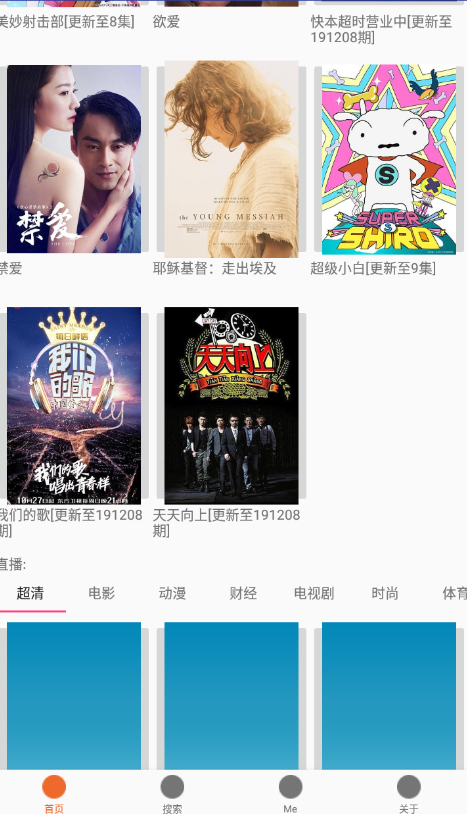 美妙射击部[更新至8集]
欲爱
快本超时营业中[更新至
191208期]
禁爱
the YOUNG MESSIAH
S
SUPER
SHIRO
禁爱
耶稣基督：走出埃及
超级小白[更新至9集]
我们
的歌
我们的歌
唱出青春样
天天向上
我们的歌[更新至191208
期]
天天向上[更新至191208
期]
直播:
超清
电影
动漫
财经
电视剧
时尚
体育
首页
搜索
Me
关于